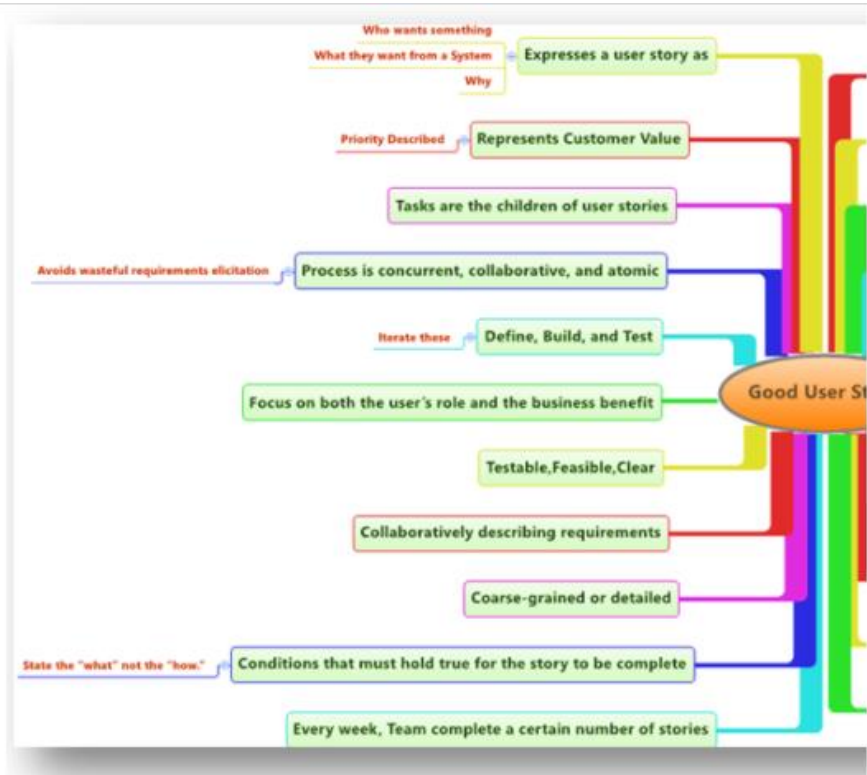 Who wants something
What they want from a System
Why
Expresses a user story as
Priority Described
Represents Customer Value
Tasks are the children of user stories
Avoids wasteful requirements elicitation
Process is concurrent, collaborative, and atomic
Iterate these
Define, Build, and Test
Good User St
Focus on both the user's role and the business benefit
Testable,Feasible,Clear
Collaboratively describing requirements
Coarse-grained or detailed
State the "what" not the "how."
Conditions that must hold true for the story to be complete
Every week, Team complete a certain number of stories